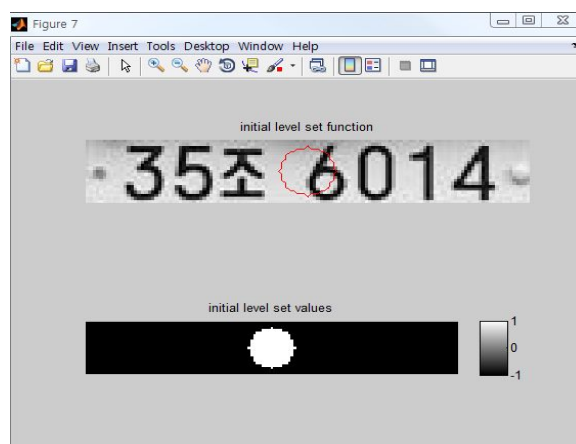 Figure 7
File Edit View Insert Tools Desktop Window Help
initial level set function
35조 6014
initial level set values
1
0
-1